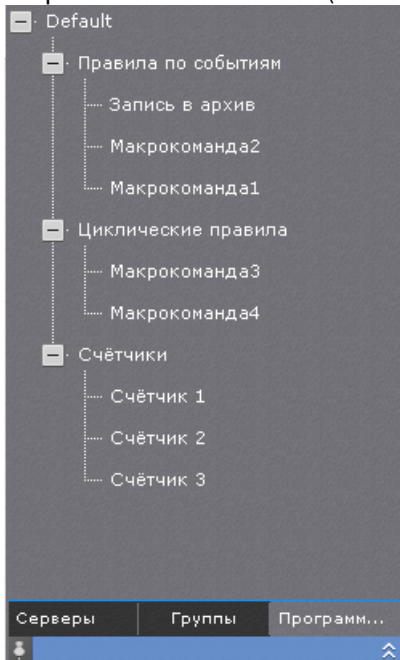 Default
Правила по событиям
Запись в архив
Макрокоманда2
Макрокоманда1
Циклические правила
Макрокоманда3
Макрокоманда4
Счётчики
Счётчик 1
Счётчик 2
Счётчик 3
Серверы Группы Программ...